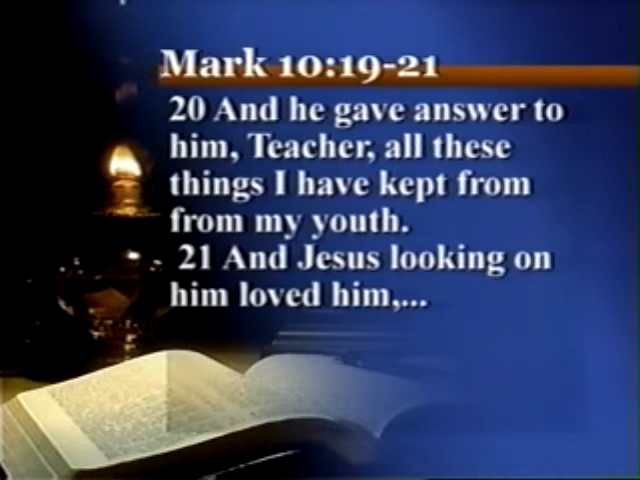 Mark 10:19-21
20 And he gave answer to
him, Teacher, all these
things I have kept from
from my youth.
21 And Jesus looking on
him loved him,...